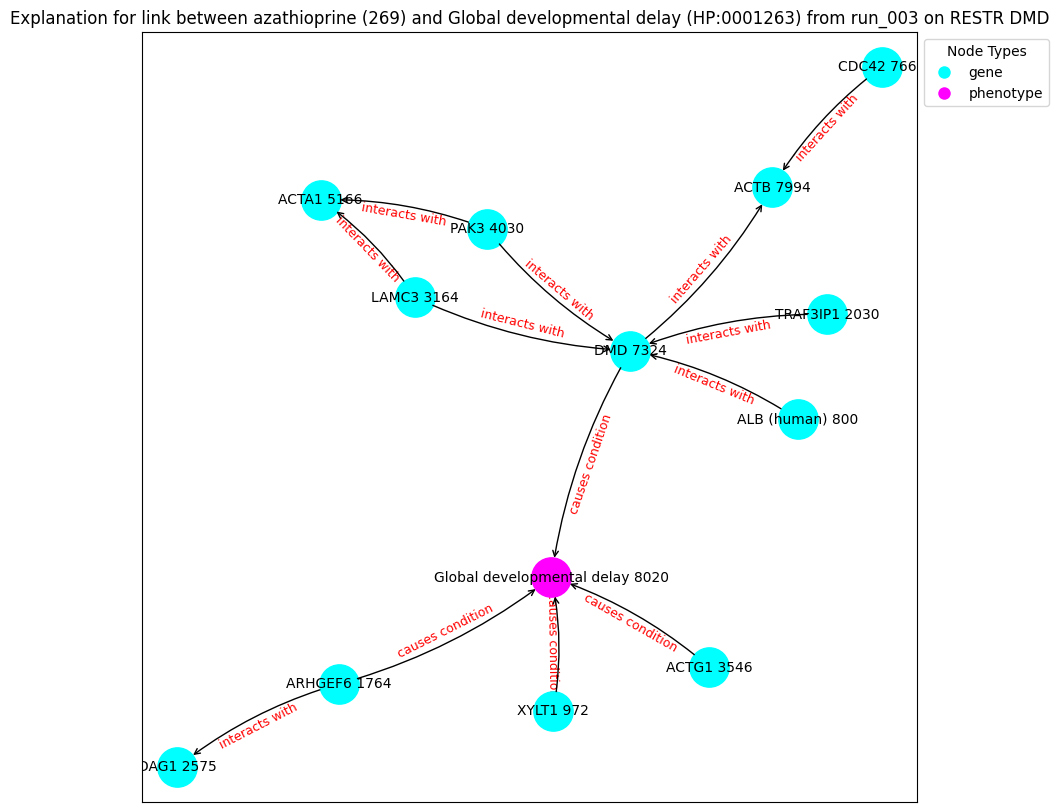 Explanation for link between azathioprine (269) and Global developmental delay (HP:0001263) from run_003 on RESTR DMD
Node Types
gene
phenotype
CDC42 766
interacts with
ACTB 7994
ACTA1 5166
interacts with
PAK3 4030
interacts with
interacts with
interacts with
LAMC3 3164
interacts with
TRAF3IP1 2030
interacts with
DMD 7324
interacts with
ALB (human) 800
causes condition
Global developmental delay 8020
causes condition
causes condition
auses conditio
ACTG1 3546
ARHGEF6 1764
XYLT1 972
interacts with
DAG1 2575